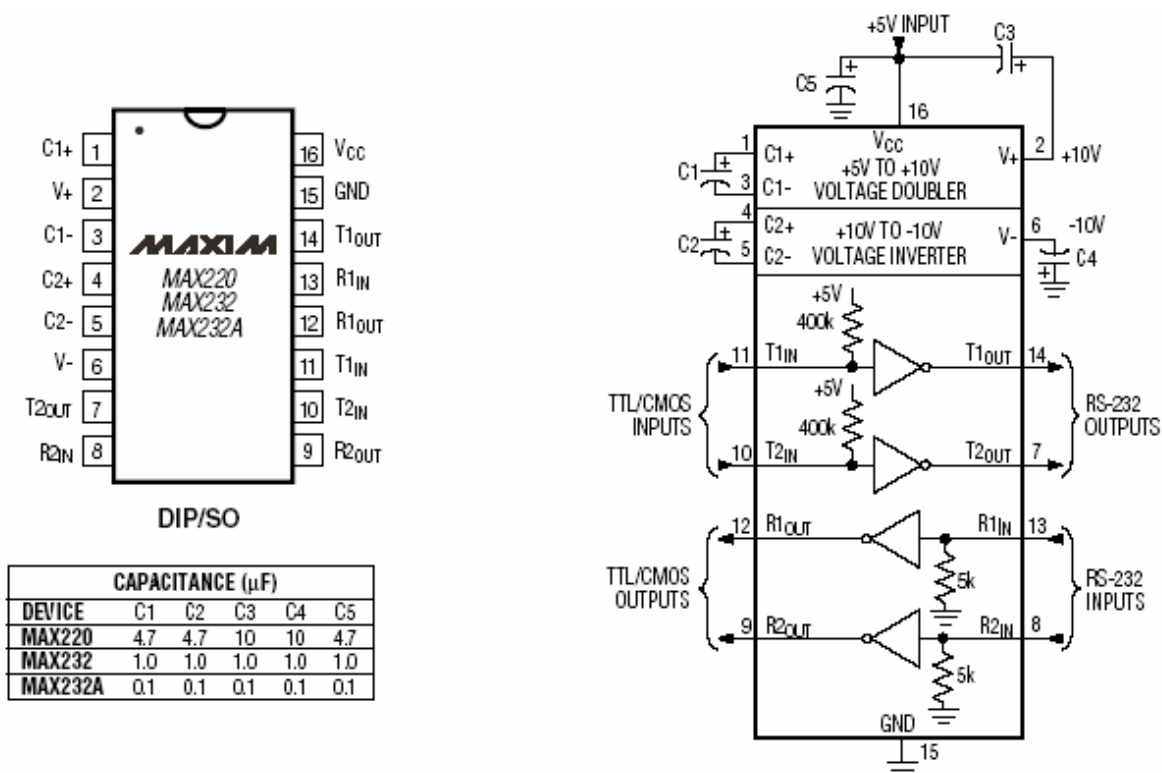 C1+ 1
V+ 2
C1- 3
C2+ 4
C2- 5
V- 6
T2OUT 7
R2IN 8
16 VCC
15 GND
14 T1OUT
13 R1IN
12 R1OUT
11 T1IN
10 T2IN
9 R2OUT
MAXIM
MAX220
MAX232
MAX232A
DIP/SO
CAPACITANCE (µF)
DEVICE C1 C2 C3 C4 C5
MAX220 4.7 4.7 10 10 4.7
MAX232 1.0 1.0 1.0 1.0 1.0
MAX232A 0.1 0.1 0.1 0.1 0.1
+5V INPUT
C3
+
C5 +
16
VCC
1 C1+
C1 +
3 C1-
+5V TO +10V
VOLTAGE DOUBLER
V+ 2 +10V
4 C2+
C2 +
5 C2-
+10V TO -10V
VOLTAGE INVERTER
V- 6 -10V
C4
+
+5V
400k
11 T1IN
T1OUT 14
+5V
400k
TTL/CMOS
INPUTS
RS-232
OUTPUTS
10 T2IN
T2OUT 7
12 R1OUT
R1IN 13
5k
TTL/CMOS
OUTPUTS
RS-232
INPUTS
9 R2OUT
R2IN 8
5k
GND
15